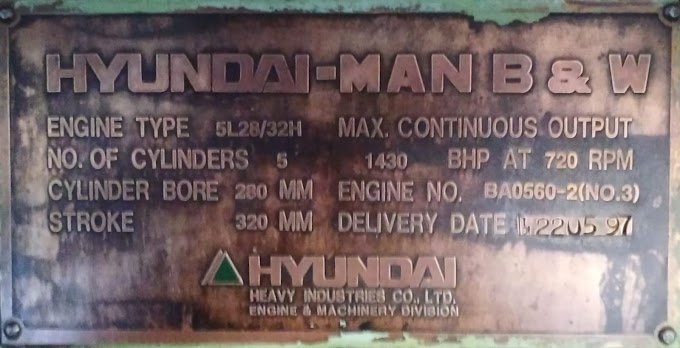 HYUNDAI-MAN B & W
ENGINE TYPE 5L28/32H MAX. CONTINUOUS OUTPUT
NO. OF CYLINDERS 5 1430 BHP AT 720 RPM
CYLINDER BORE 280 MM ENGINE NO. BA0560-2(NO.3)
STROKE 320 MM DELIVERY DATE 220597
HYUNDAI
HEAVY INDUSTRIES CO., LTD.
ENGINE & MACHINERY DIVISION